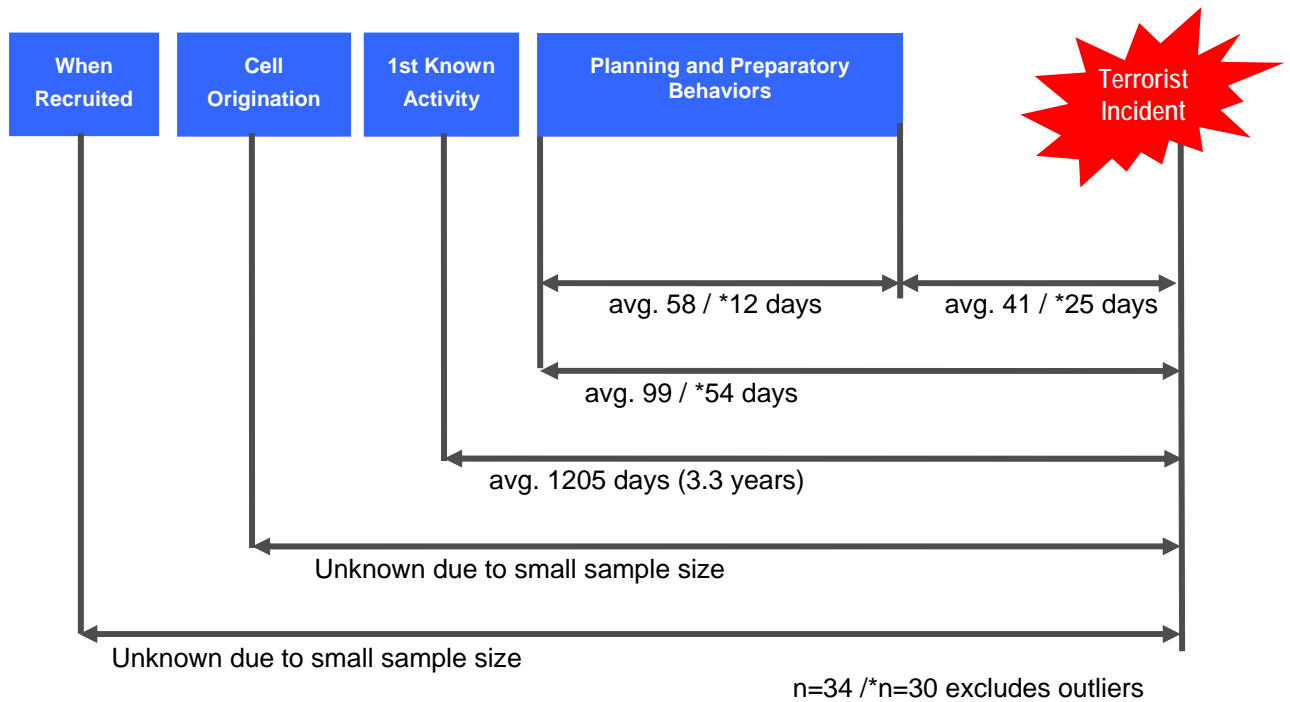 When
Recruited
Cell
Origination
1st Known
Activity
Planning and Preparatory
Behaviors
Terrorist
Incident
avg. 58 / *12 days
avg. 41 / *25 days
avg. 99 / *54 days
avg. 1205 days (3.3 years)
Unknown due to small sample size
Unknown due to small sample size
n=34 /*n=30 excludes outliers